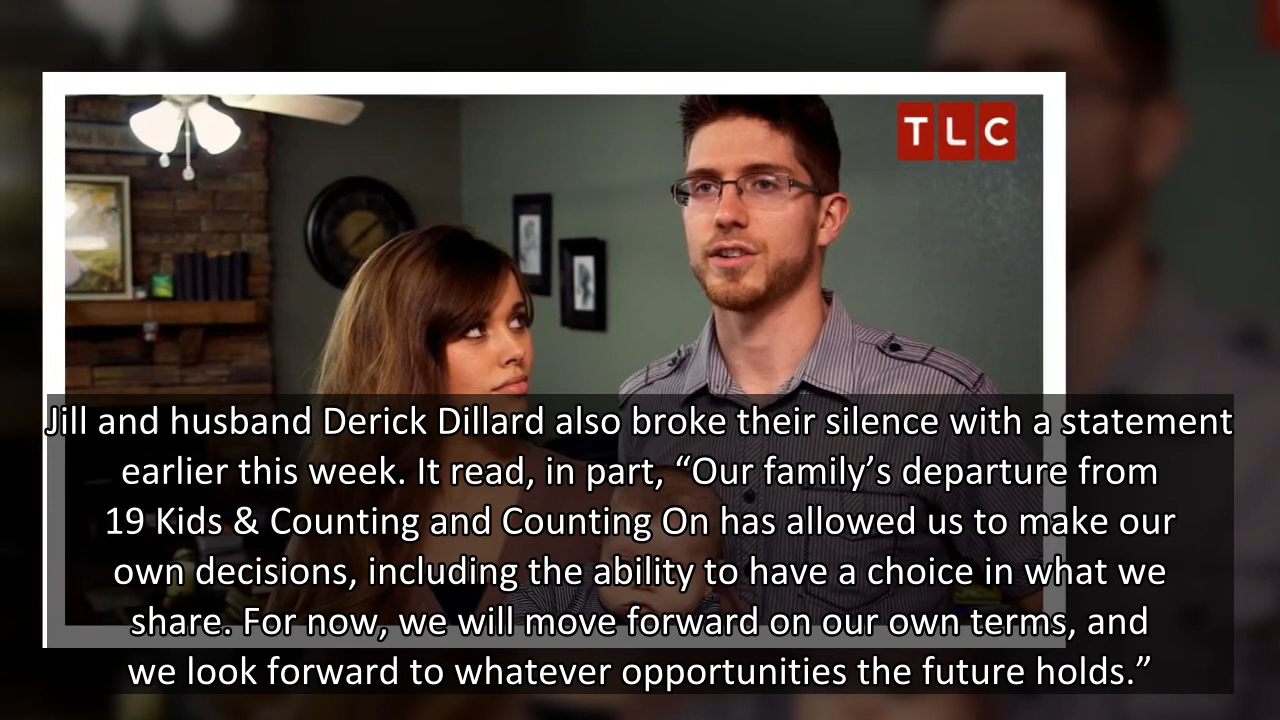 TLC
Jill and husband Derick Dillard also broke their silence with a statement
earlier this week. It read, in part, “Our family’s departure from
19 Kids & Counting and Counting On has allowed us to make our
own decisions, including the ability to have a choice in what we
share. For now, we will move forward on our own terms, and
we look forward to whatever opportunities the future holds.”